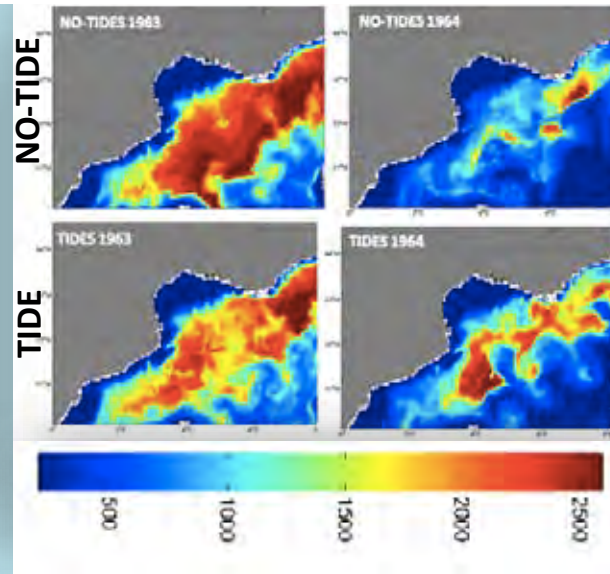 NO-TIDE
NO-TIDES 1963
NO-TIDES 1964
TIDE
TIDES 1963
TIDES 1964
500
1000
1500
2000
2500